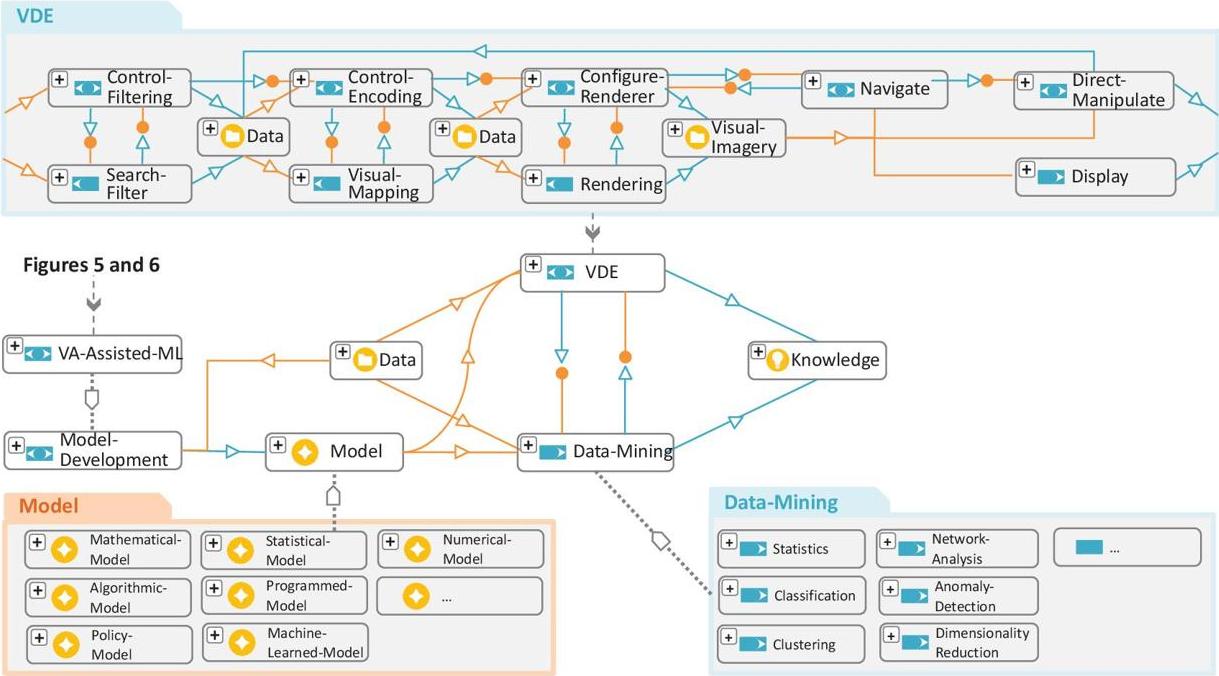 VDE
Control-
Filtering
Control-
Encoding
Configure-
Renderer
Navigate
Direct-
Manipulate
Data
Data
Visual-
Imagery
Search-
Filter
Visual-
Mapping
Rendering
Display
Figures 5 and 6
VDE
VA-Assisted-ML
Data
Knowledge
Model-
Development
Model
Data-Mining
Model
Mathematical-
Model
Statistical-
Model
Numerical-
Model
Algorithmic-
Model
Programmed-
Model
...
Policy-
Model
Machine-
Learned-Model
Data-Mining
Statistics
Network-
Analysis
...
Classification
Anomaly-
Detection
Clustering
Dimensionality
Reduction